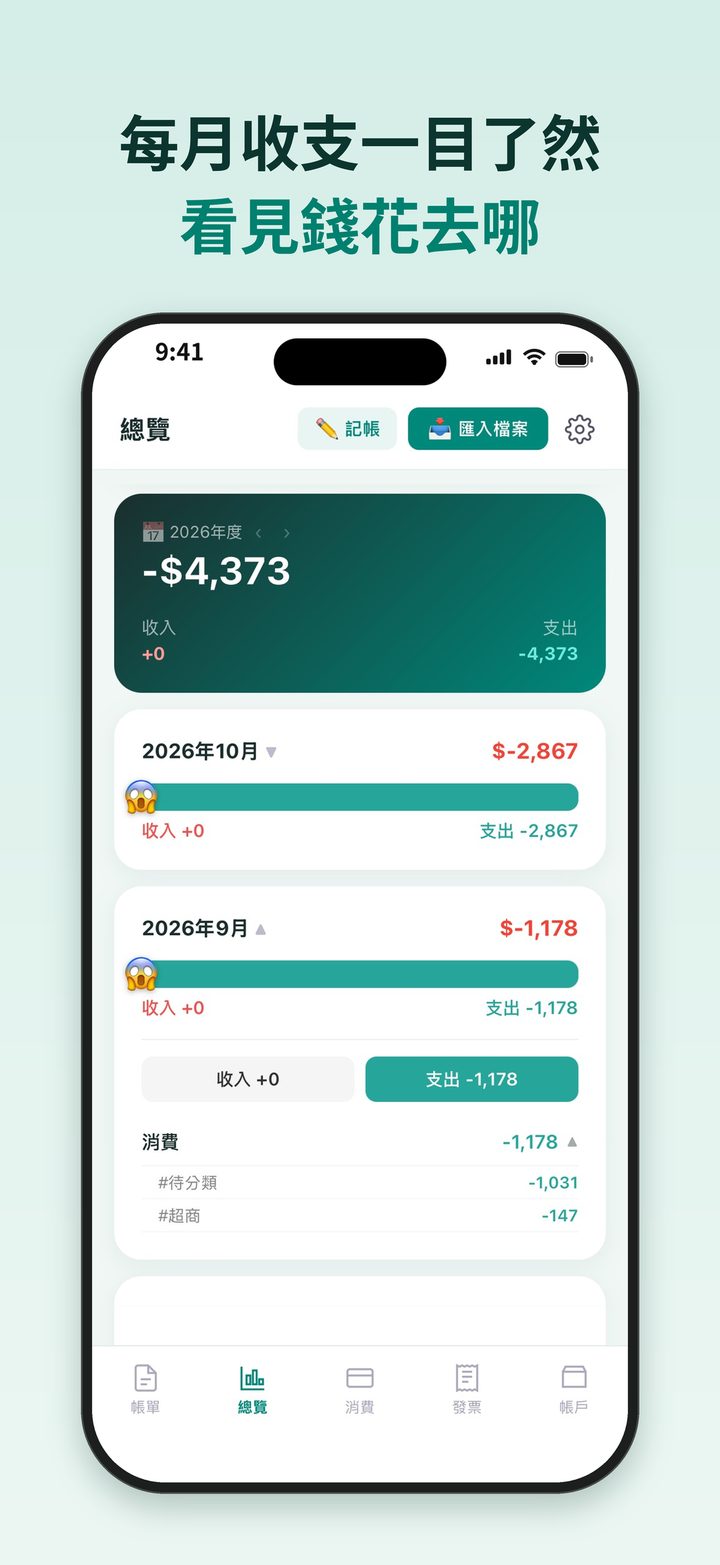 每月收支一目了然
看見錢花去哪
9:41
總覽
✏️ 記帳
📥 匯入檔案
📅 2026年度 ‹ ›
-$4,373
收入 支出
+0 -4,373
2026年10月 ▼ $-2,867
收入 +0 支出 -2,867
2026年9月 ▲ $-1,178
收入 +0 支出 -1,178
收入 +0 支出 -1,178
消費 -1,178 ▲
#待分類 -1,031
#超商 -147
帳單 總覽 消費 發票 帳戶